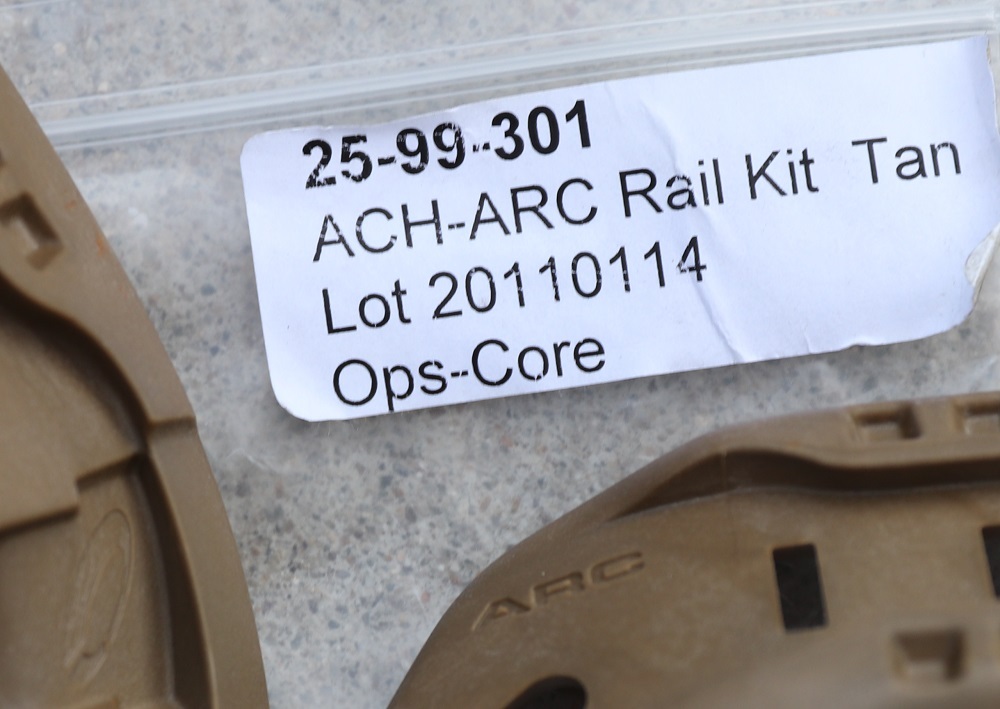 25-99-301
ACH-ARC Rail Kit Tan
Lot 20110114
Ops-Core
ARC